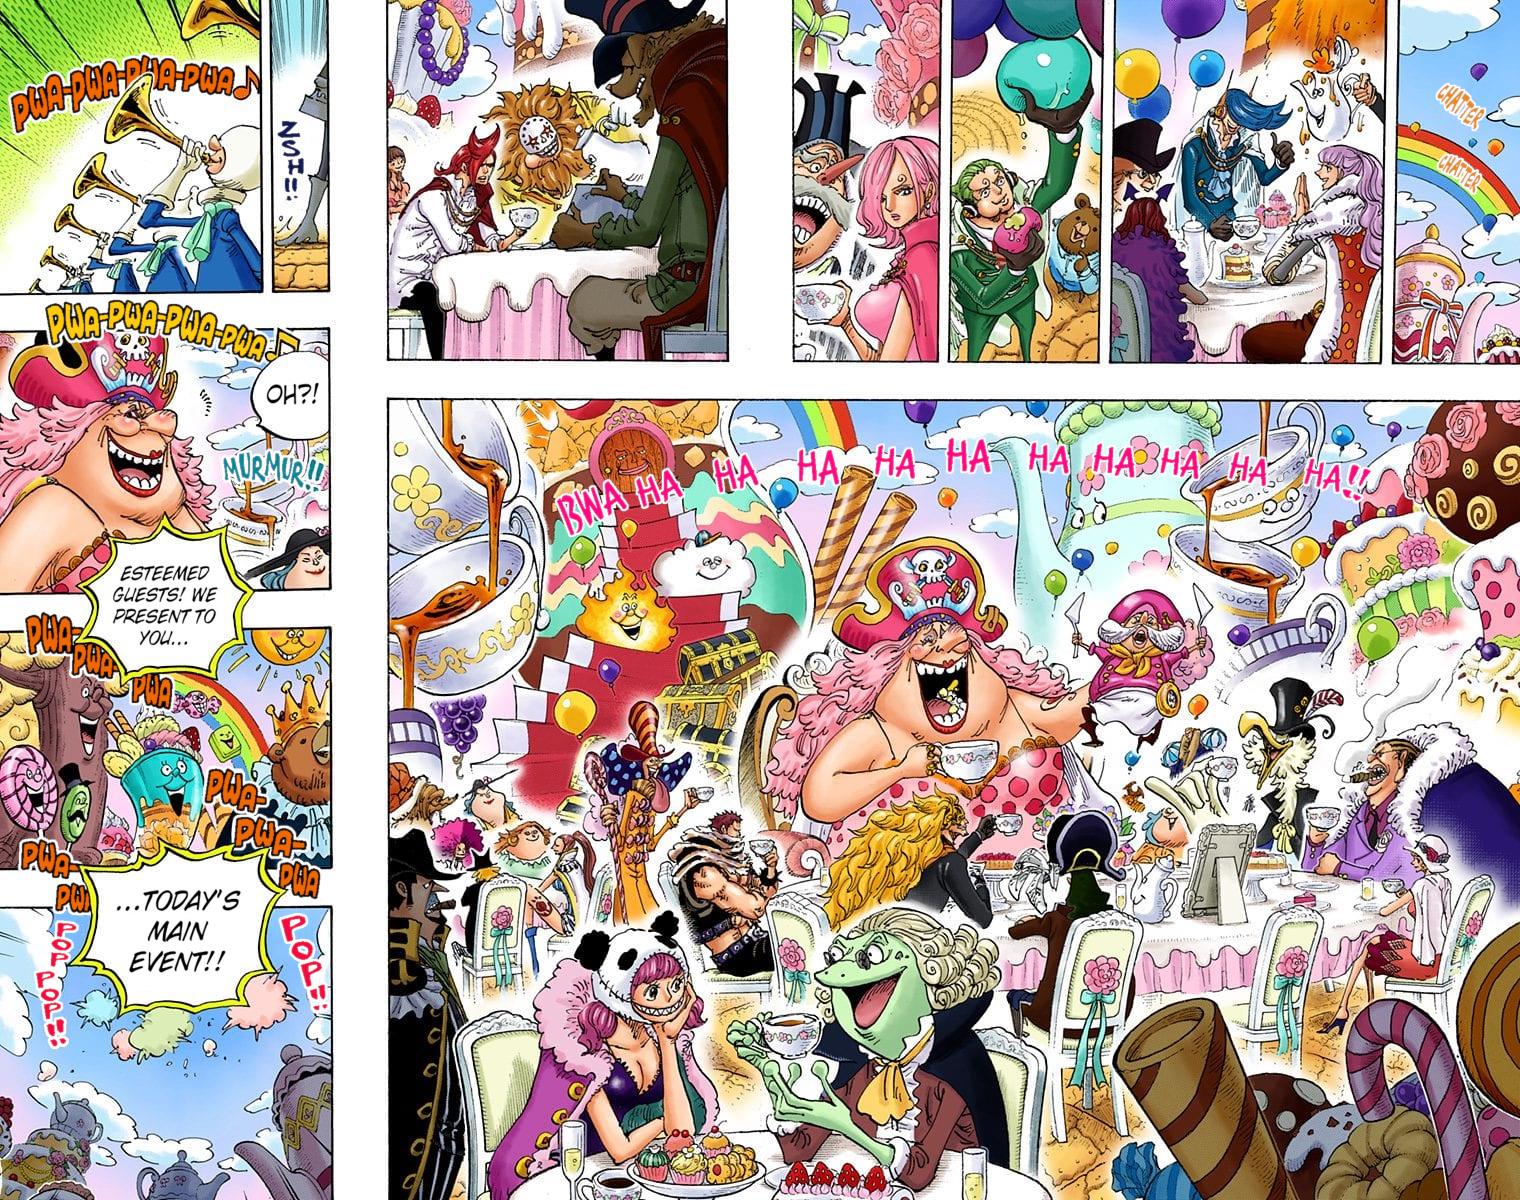 PWA-PWA-PWA-PWA♪
ZSH!!
CHATTER
CHATTER
PWA-PWA-PWA-PWA♫
OH?!
MURMUR!!
ESTEEMED
GUESTS! WE
PRESENT TO
YOU...
PWA-
PWA-
PWA
PWA-
PWA-
PWA
PWA-
PWA
...TODAY'S
MAIN
EVENT!!
POP POP!!
POP!!
BWA HA HA HA HA HA HA HA HA HA HA!!